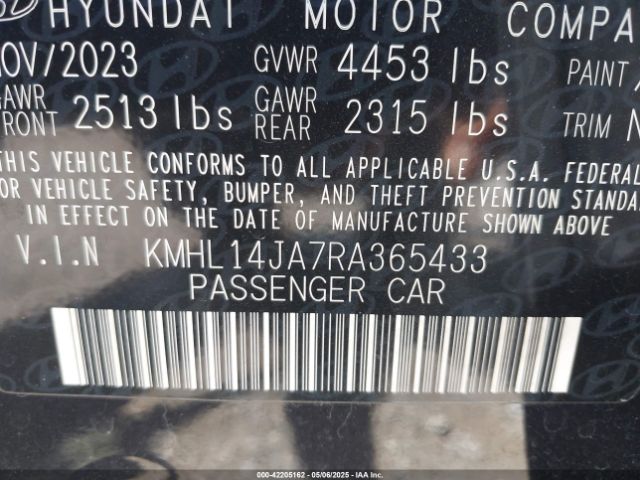 HYUNDAI MOTOR COMPA
NOV/2023 GVWR 4453 lbs PAINT
GAWR FRONT 2513 lbs GAWR REAR 2315 lbs TRIM N
THIS VEHICLE CONFORMS TO ALL APPLICABLE U.S.A. FEDERAL
OR VEHICLE SAFETY, BUMPER, AND THEFT PREVENTION STANDA
IN EFFECT ON THE DATE OF MANUFACTURE SHOWN ABOVE
V.I.N KMHL14JA7RA365433
PASSENGER CAR
000-42205162 - 05/06/2025 - IAA Inc.